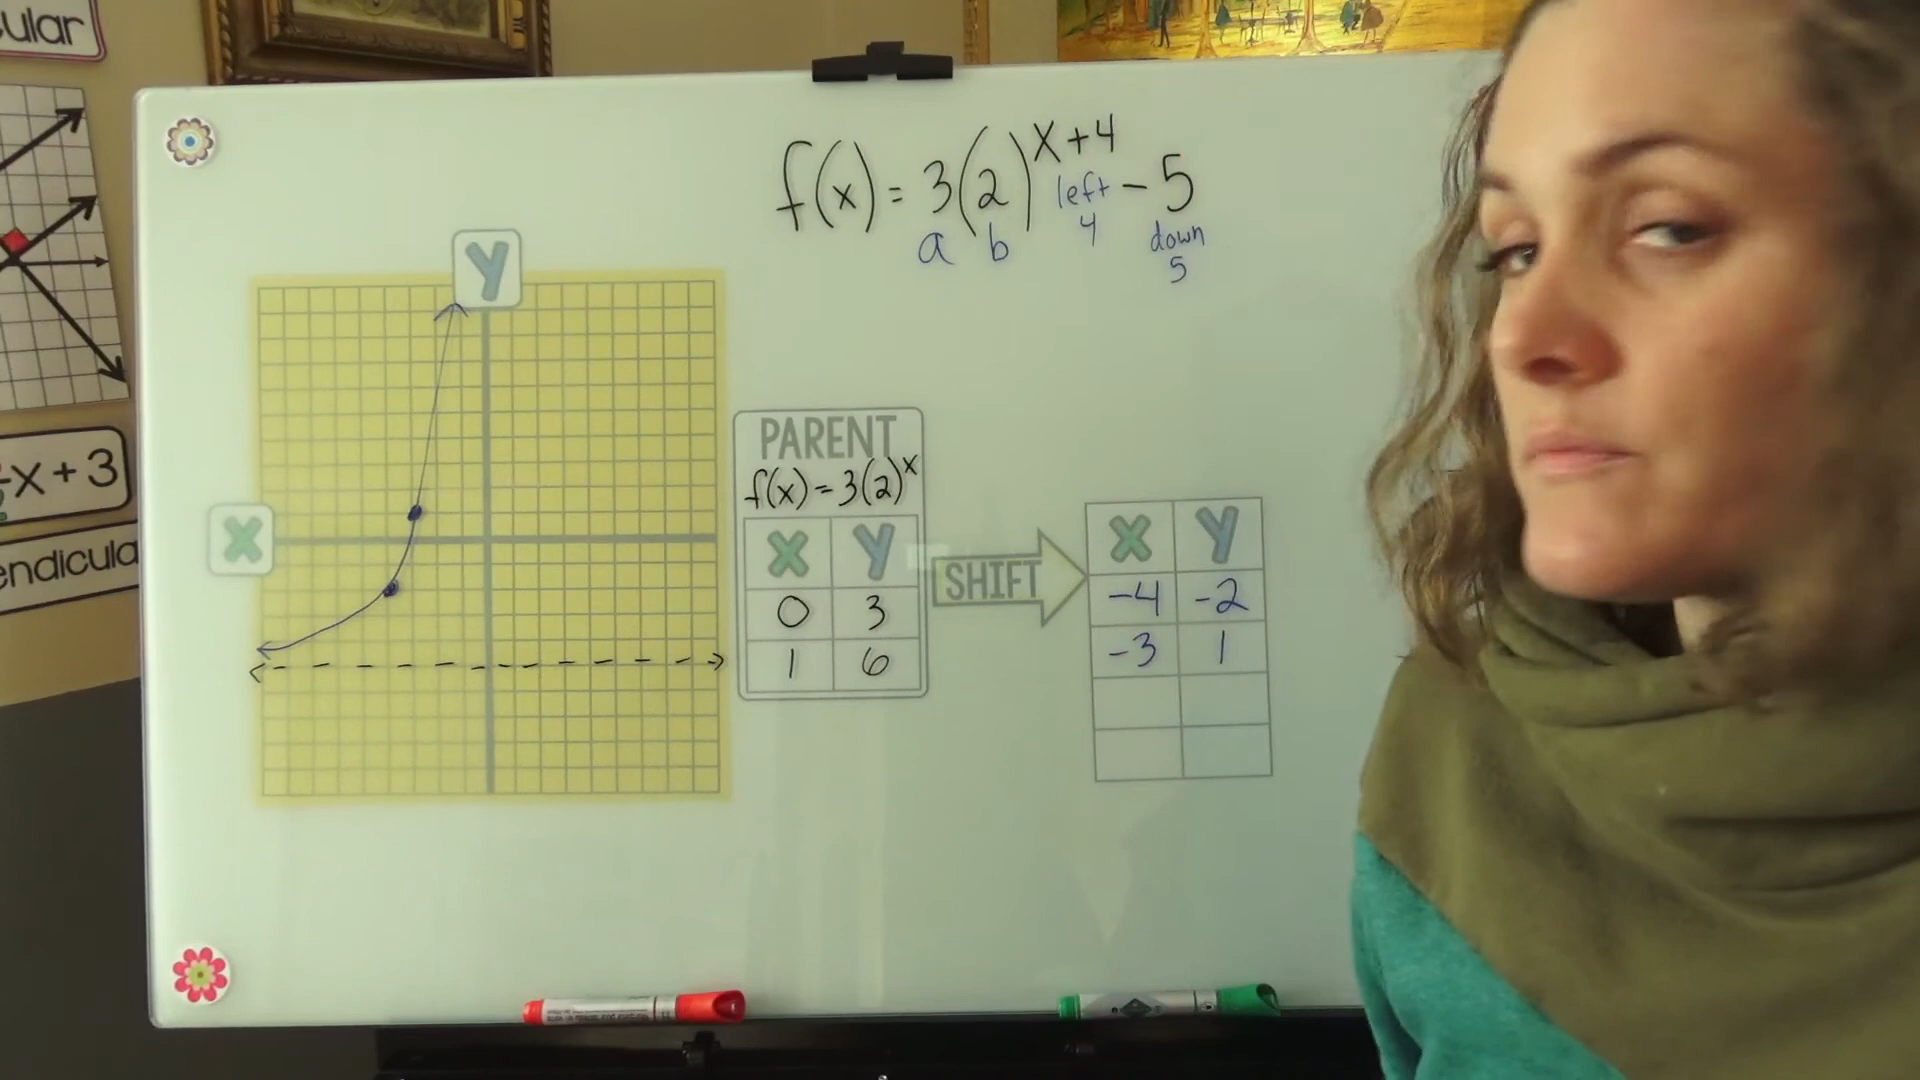 ular
f(x) = 3(2)^x+4 - 5
a b left 4 down 5
Y
X
PARENT
f(x) = 3(2)^x
X Y
0 3
1 6
SHIFT
X Y
-4 -2
-3 1
x + 3
endicula